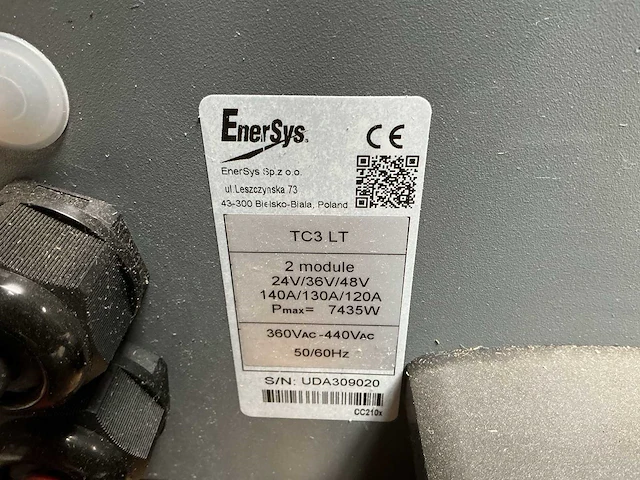 EnerSys
CE
EnerSys Sp.z o.o.
ul.Leszczynska 73
43-300 Bielsko-Biala, Poland
TC3 LT
2 module
24V/36V/48V
140A/130A/120A
Pmax= 7435W
360VAC-440VAC
50/60Hz
S/N: UDA309020
CC210x